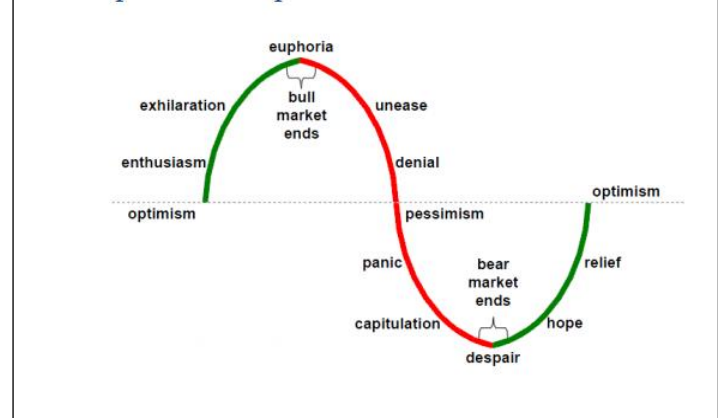 euphoria
exhilaration
bull
market
ends
unease
enthusiasm
denial
optimism
optimism
pessimism
panic
bear
market
ends
relief
capitulation
hope
despair